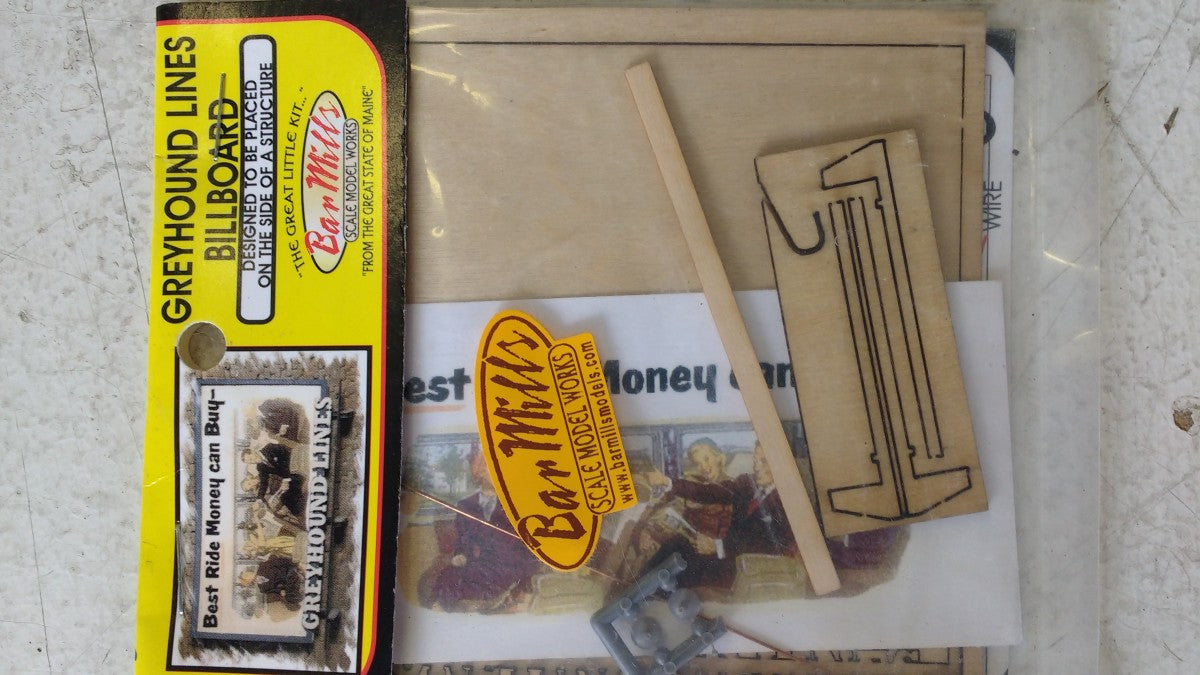 GREYHOUND LINES
BILLBOARD
DESIGNED TO BE PLACED
ON THE SIDE OF A STRUCTURE
"THE GREAT LITTLE KIT..."
Bar Mills
SCALE MODEL WORKS
"FROM THE GREAT STATE OF MAINE"
Best Ride Money can Buy-
GREYHOUND LINES
Bar Mills
SCALE MODEL WORKS
www.barmillsmodels.com
Best Money can
WIRE